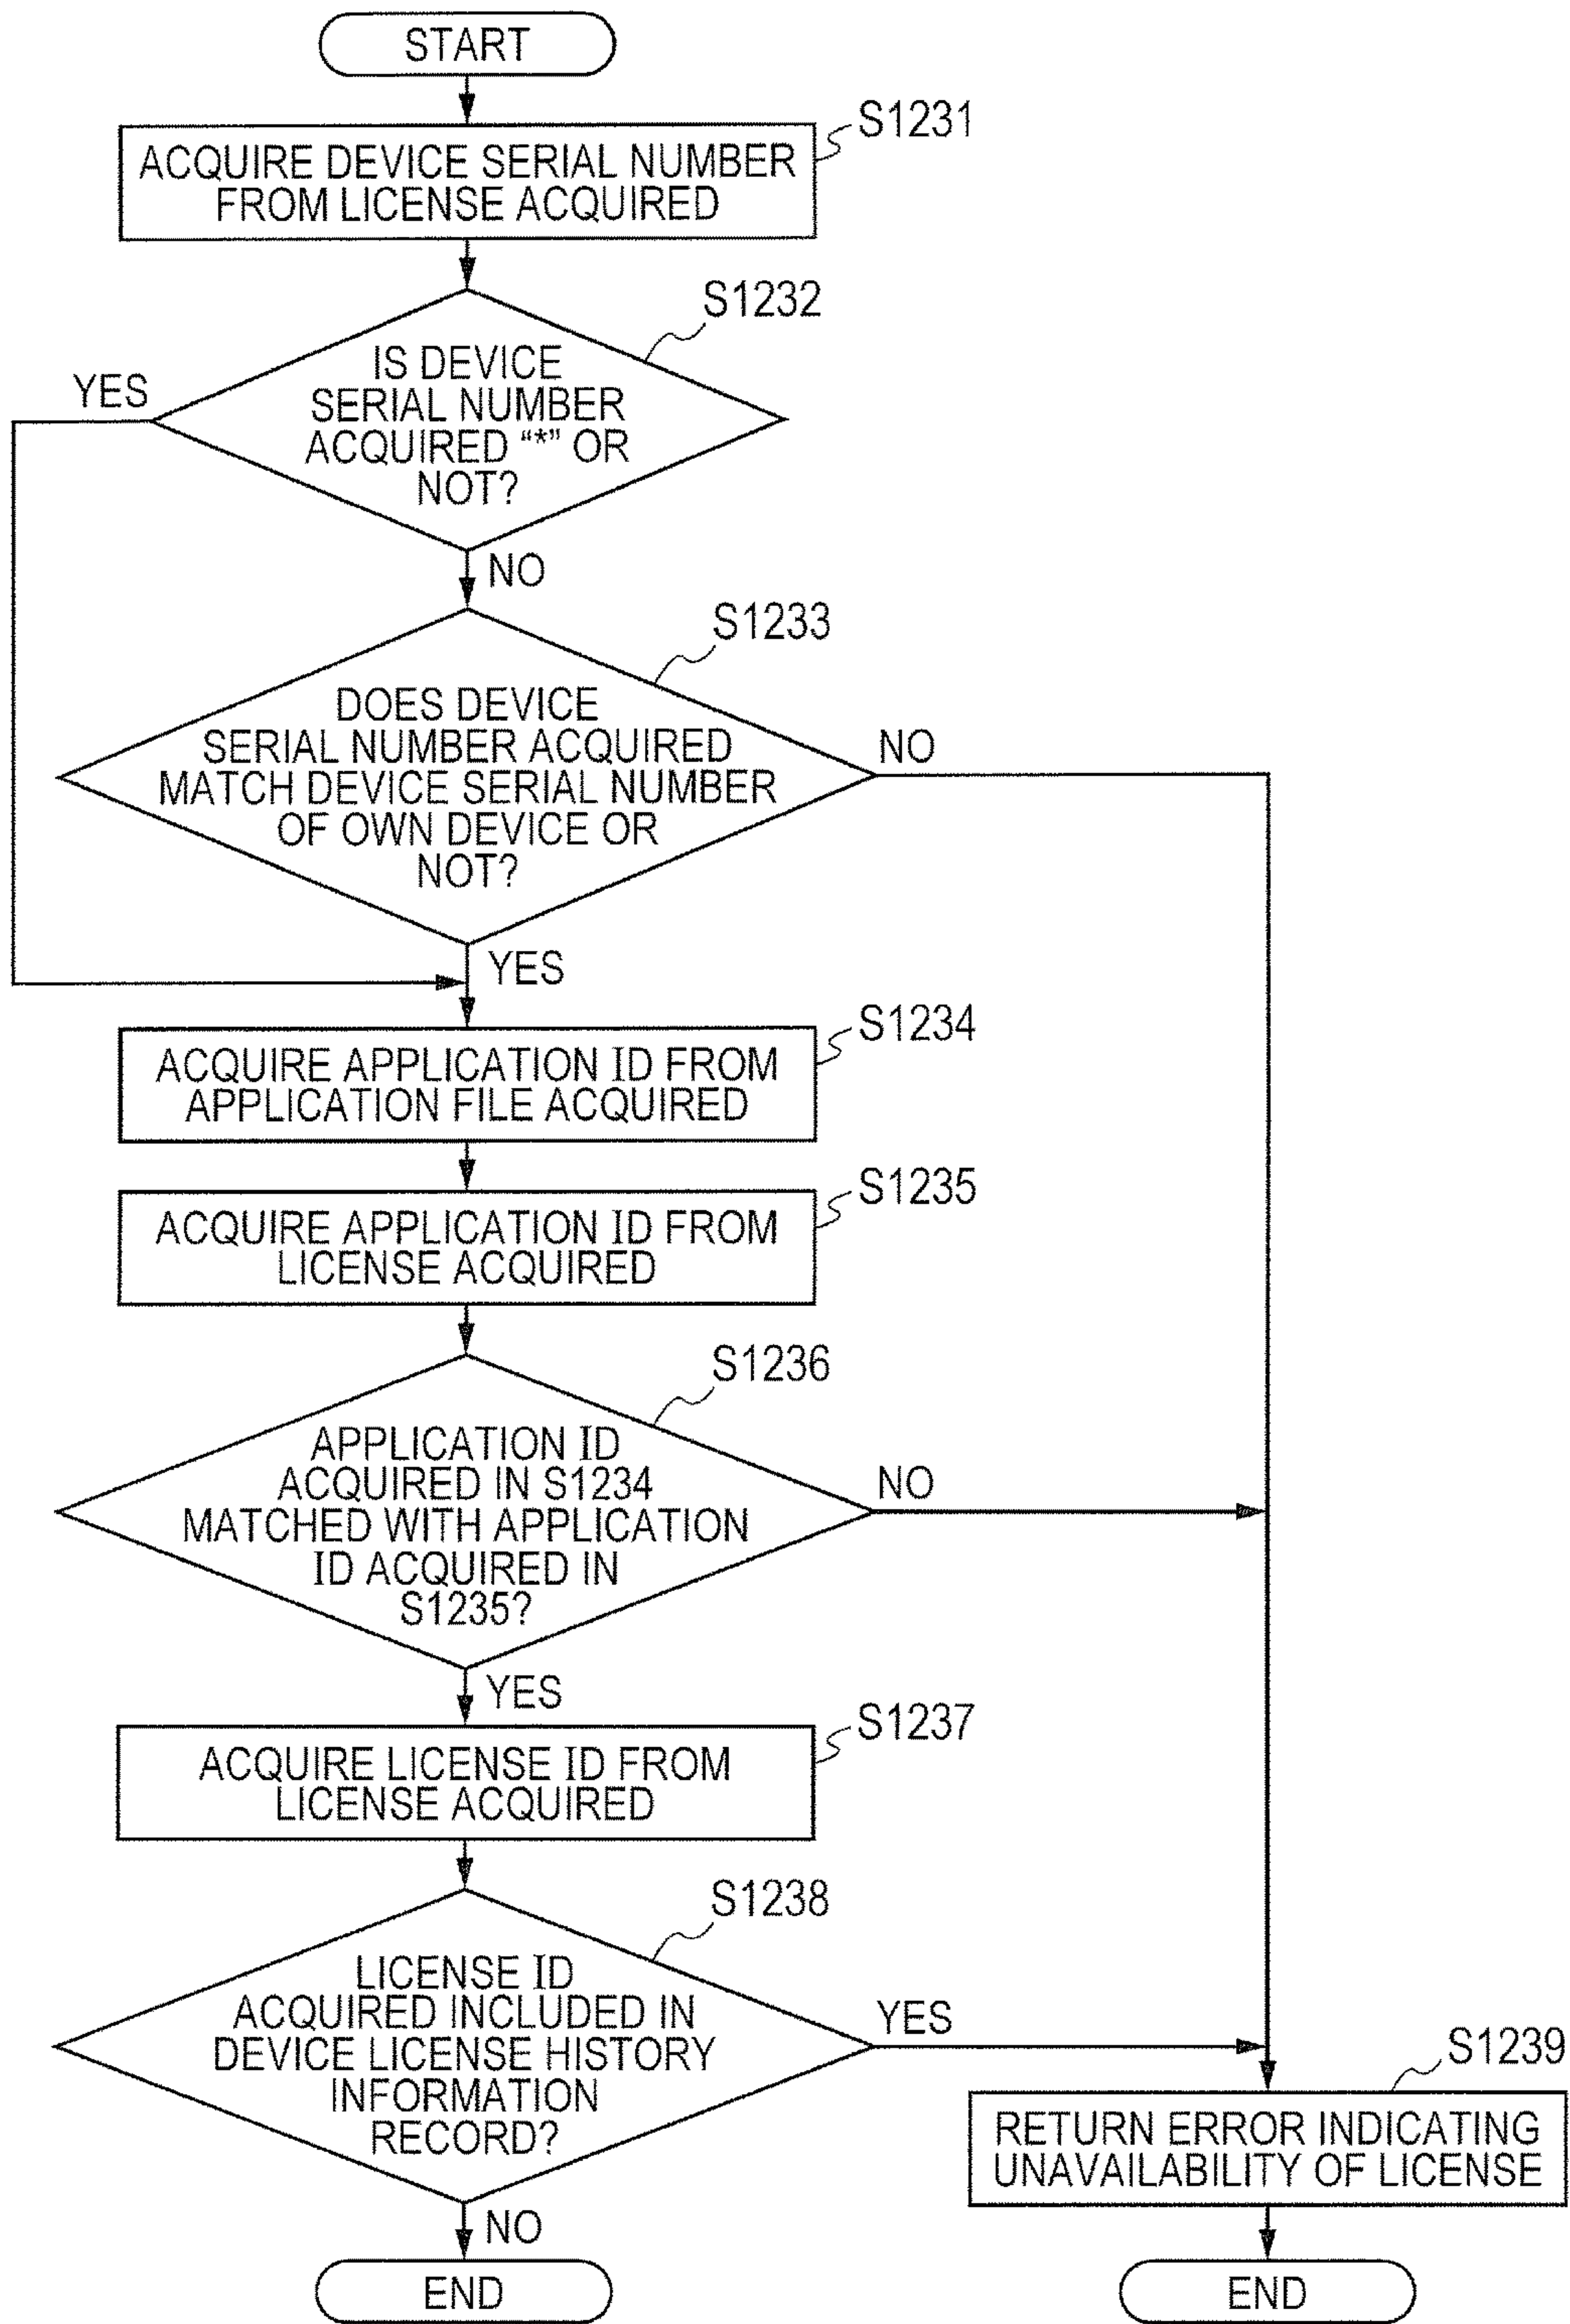 START
S1231
ACQUIRE DEVICE SERIAL NUMBER
FROM LICENSE ACQUIRED
S1232
IS DEVICE
SERIAL NUMBER
ACQUIRED “*” OR
NOT?
YES
NO
S1233
DOES DEVICE
SERIAL NUMBER ACQUIRED
MATCH DEVICE SERIAL NUMBER
OF OWN DEVICE OR
NOT?
NO
YES
S1234
ACQUIRE APPLICATION ID FROM
APPLICATION FILE ACQUIRED
S1235
ACQUIRE APPLICATION ID FROM
LICENSE ACQUIRED
S1236
APPLICATION ID
ACQUIRED IN S1234
MATCHED WITH APPLICATION
ID ACQUIRED IN
S1235?
NO
YES
S1237
ACQUIRE LICENSE ID FROM
LICENSE ACQUIRED
S1238
LICENSE ID
ACQUIRED INCLUDED IN
DEVICE LICENSE HISTORY
INFORMATION
RECORD?
YES
NO
S1239
RETURN ERROR INDICATING
UNAVAILABILITY OF LICENSE
END
END